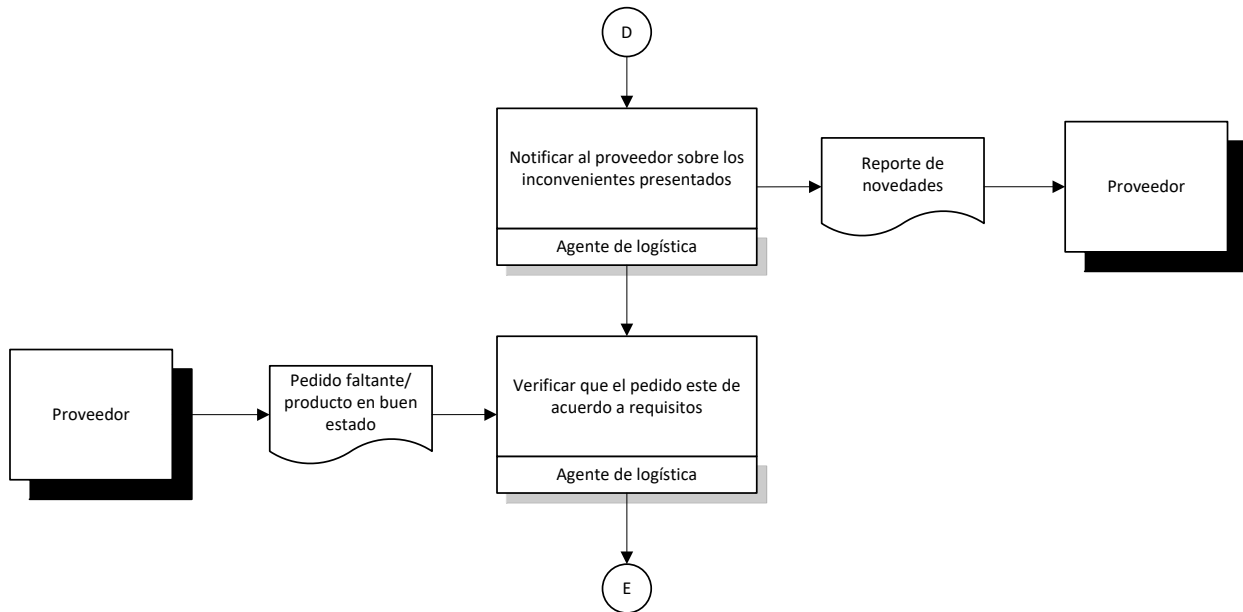 D
Notificar al proveedor sobre los
inconvenientes presentados
Agente de logística
Reporte de
novedades
Proveedor
Proveedor
Pedido faltante/
producto en buen
estado
Verificar que el pedido este de
acuerdo a requisitos
Agente de logística
E